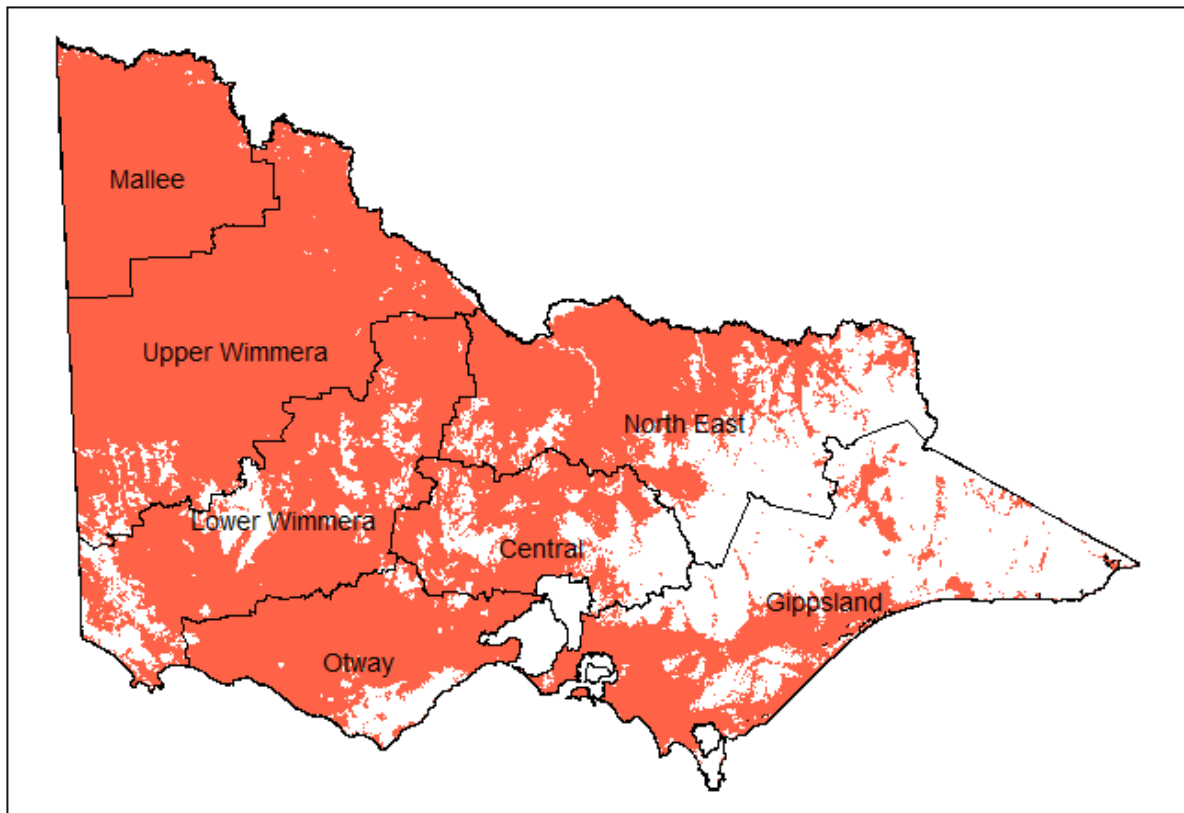 Mallee
Upper Wimmera
North East
Lower Wimmera
Central
Gippsland
Otway